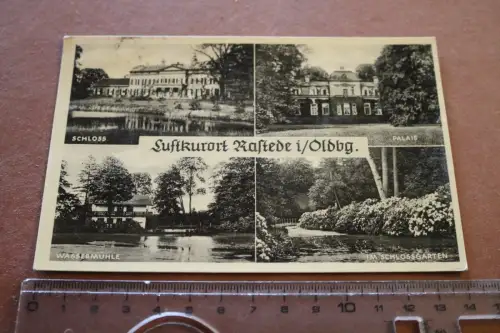 SCHLOSS
PALAIS
Luftkurort Rastede i/Oldbg.
WASSERMÜHLE
IM SCHLOSSGARTEN
0 1 2 3 4 5 6 7 8 9 10 11 12 13 14